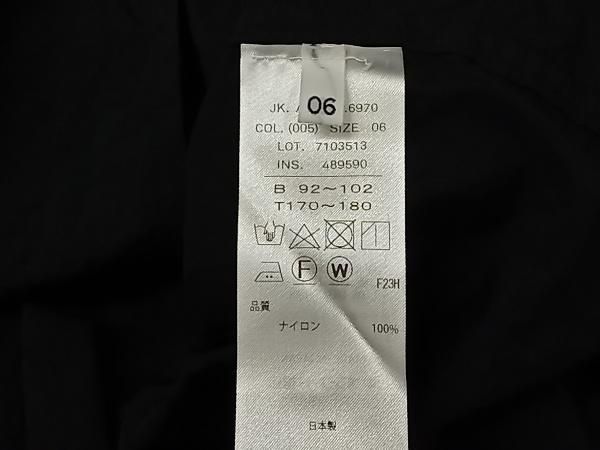 06
JK. .6970
COL. (005) SIZE. 06
LOT. 7103513
INS. 489590
B 92~102
T170~180
F W
F23H
品質
ナイロン 100%
日本製